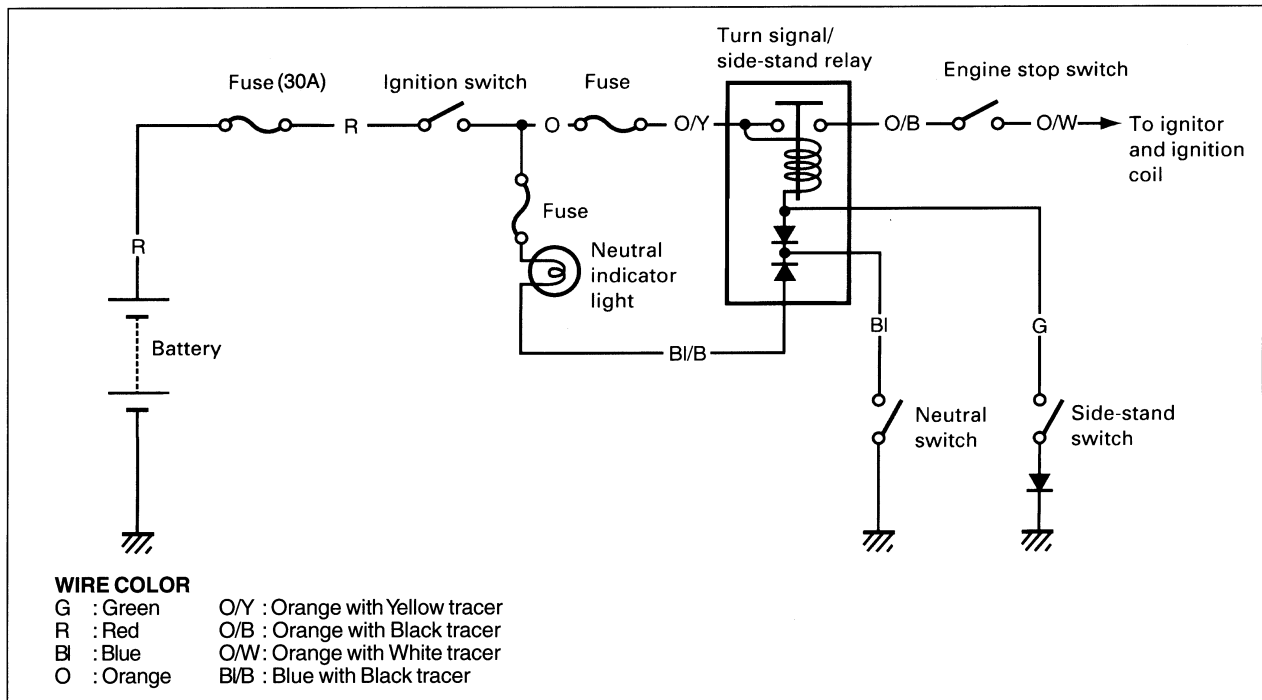 Turn signal/
side-stand relay
Fuse (30A)
Ignition switch
Fuse
Engine stop switch
R
O
O/Y
O/B
O/W
To ignitor
and ignition
coil
Fuse
R
Neutral
indicator
light
Battery
Bl/B
Bl
G
Neutral
switch
Side-stand
switch
WIRE COLOR
G : Green O/Y : Orange with Yellow tracer
R : Red O/B : Orange with Black tracer
Bl : Blue O/W : Orange with White tracer
O : Orange Bl/B : Blue with Black tracer